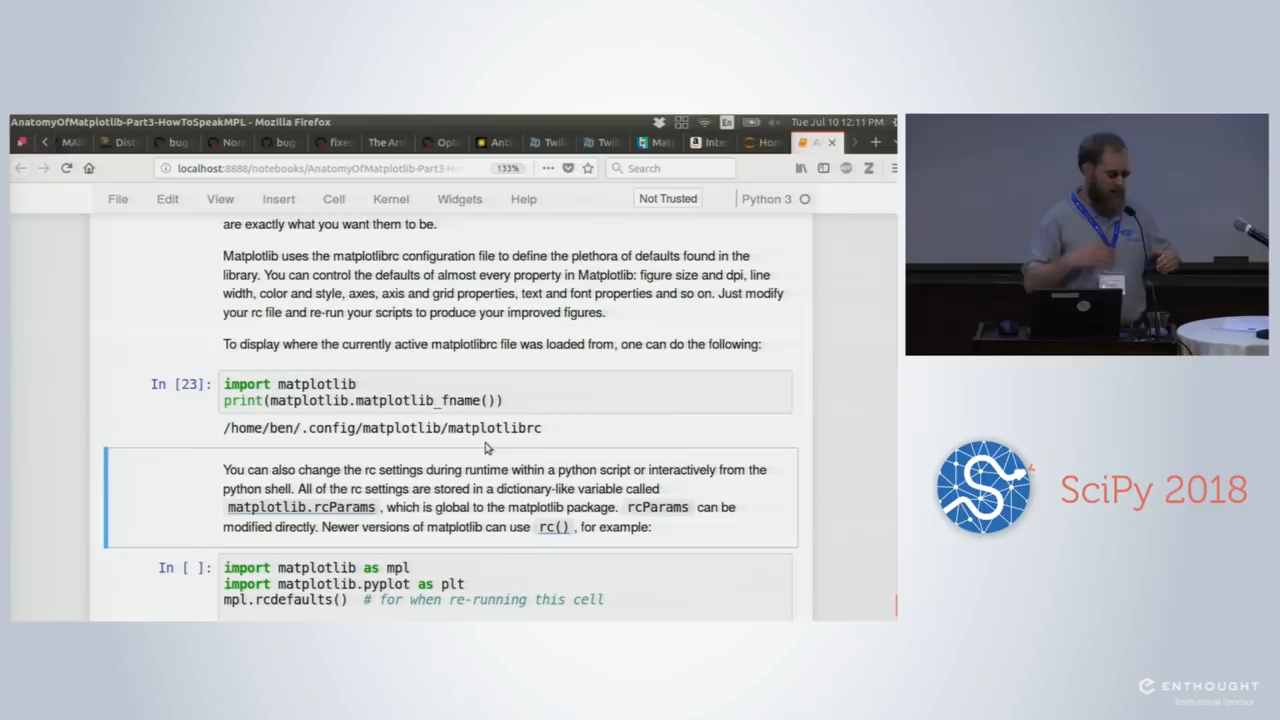 AnatomyOfMatplotlib-Part3-HowToSpeakMPL - Mozilla Firefox
En
Tue Jul 10 12:11 PM
bug
bug
Twil
localhost:8888/notebooks/AnatomyOfMatplotlib-Part3-H
133%
Search
File Edit View Insert Cell Kernel Widgets Help
Not Trusted
Python 3
are exactly what you want them to be.
Matplotlib uses the matplotlibrc configuration file to define the plethora of defaults found in the
library. You can control the defaults of almost every property in Matplotlib: figure size and dpi, line
width, color and style, axes, axis and grid properties, text and font properties and so on. Just modify
your rc file and re-run your scripts to produce your improved figures.
To display where the currently active matplotlibrc file was loaded from, one can do the following:
In [23]: import matplotlib
print(matplotlib.matplotlib_fname())
/home/ben/.config/matplotlib/matplotlibrc
You can also change the rc settings during runtime within a python script or interactively from the
python shell. All of the rc settings are stored in a dictionary-like variable called
matplotlib.rcParams , which is global to the matplotlib package. rcParams can be
modified directly. Newer versions of matplotlib can use rc() , for example:
In [ ]: import matplotlib as mpl
import matplotlib.pyplot as plt
mpl.rcdefaults() # for when re-running this cell
SciPy 2018
ENTHOUGHT
Institutional Sponsor